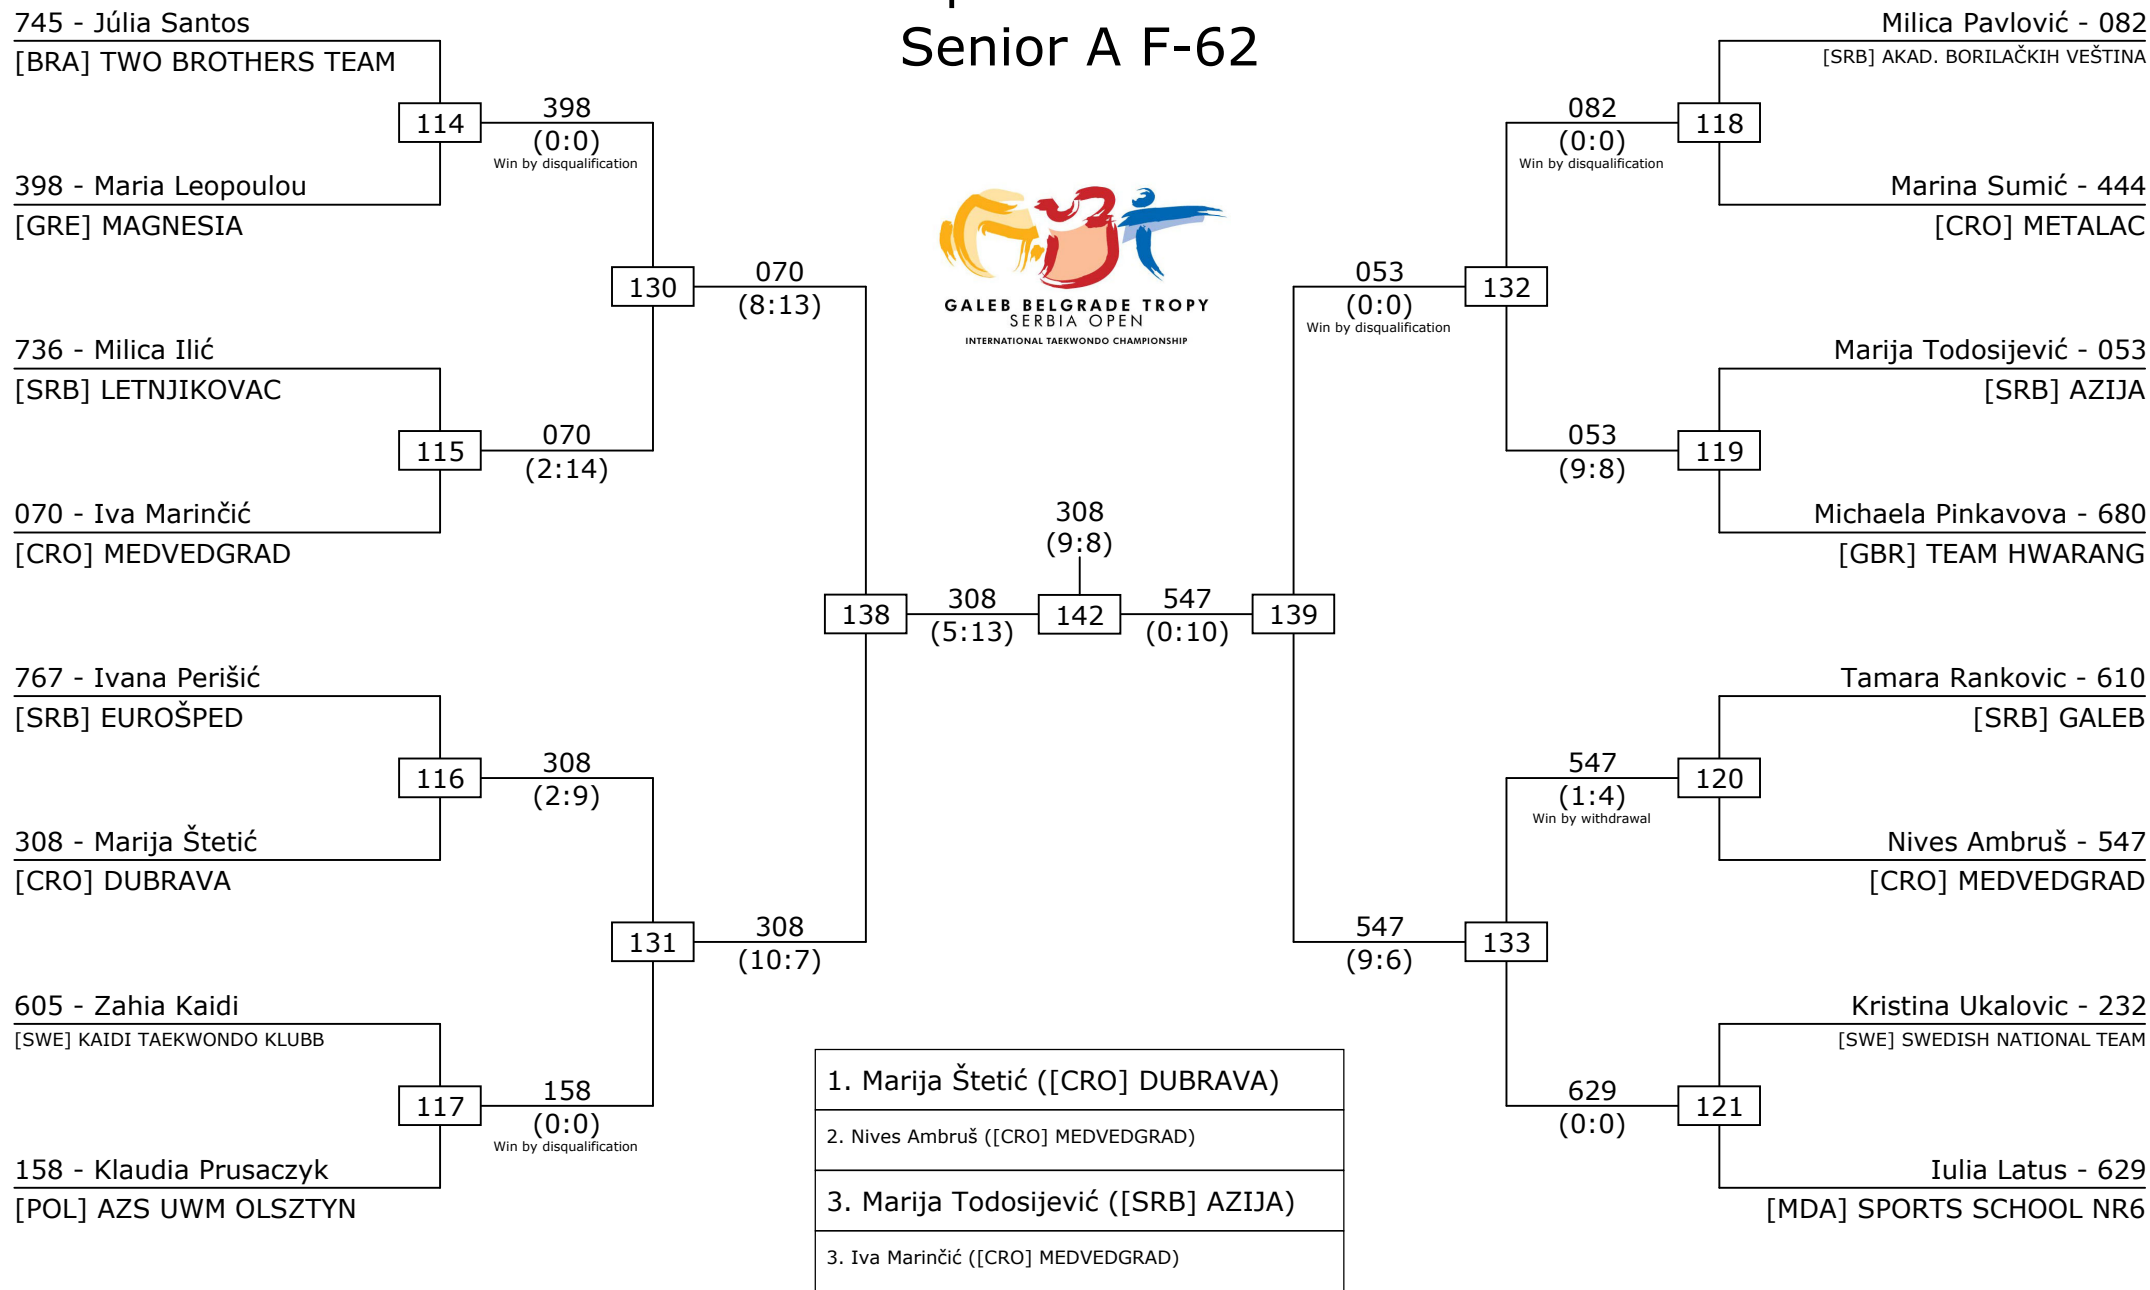 Senior A F-62
745 - Júlia Santos
[BRA] TWO BROTHERS TEAM
114
398
(0:0)
Win by disqualification
398 - Maria Leopoulou
[GRE] MAGNESIA
130
070
(8:13)
736 - Milica Ilić
[SRB] LETNJIKOVAC
115
070
(2:14)
070 - Iva Marinčić
[CRO] MEDVEDGRAD
138
308
(5:13)
767 - Ivana Perišić
[SRB] EUROŠPED
116
308
(2:9)
308 - Marija Štetić
[CRO] DUBRAVA
131
308
(10:7)
605 - Zahia Kaidi
[SWE] KAIDI TAEKWONDO KLUBB
117
158
(0:0)
Win by disqualification
158 - Klaudia Prusaczyk
[POL] AZS UWM OLSZTYN
GALEB BELGRADE TROPY
SERBIA OPEN
INTERNATIONAL TAEKWONDO CHAMPIONSHIP
308
(9:8)
142
Milica Pavlović - 082
[SRB] AKAD. BORILAČKIH VEŠTINA
082
(0:0)
Win by disqualification
118
Marina Sumić - 444
[CRO] METALAC
053
(0:0)
Win by disqualification
132
Marija Todosijević - 053
[SRB] AZIJA
053
(9:8)
119
Michaela Pinkavova - 680
[GBR] TEAM HWARANG
547
(0:10)
139
Tamara Rankovic - 610
[SRB] GALEB
547
(1:4)
Win by withdrawal
120
Nives Ambruš - 547
[CRO] MEDVEDGRAD
547
(9:6)
133
Kristina Ukalovic - 232
[SWE] SWEDISH NATIONAL TEAM
629
(0:0)
121
Iulia Latus - 629
[MDA] SPORTS SCHOOL NR6
1. Marija Štetić ([CRO] DUBRAVA)
2. Nives Ambruš ([CRO] MEDVEDGRAD)
3. Marija Todosijević ([SRB] AZIJA)
3. Iva Marinčić ([CRO] MEDVEDGRAD)